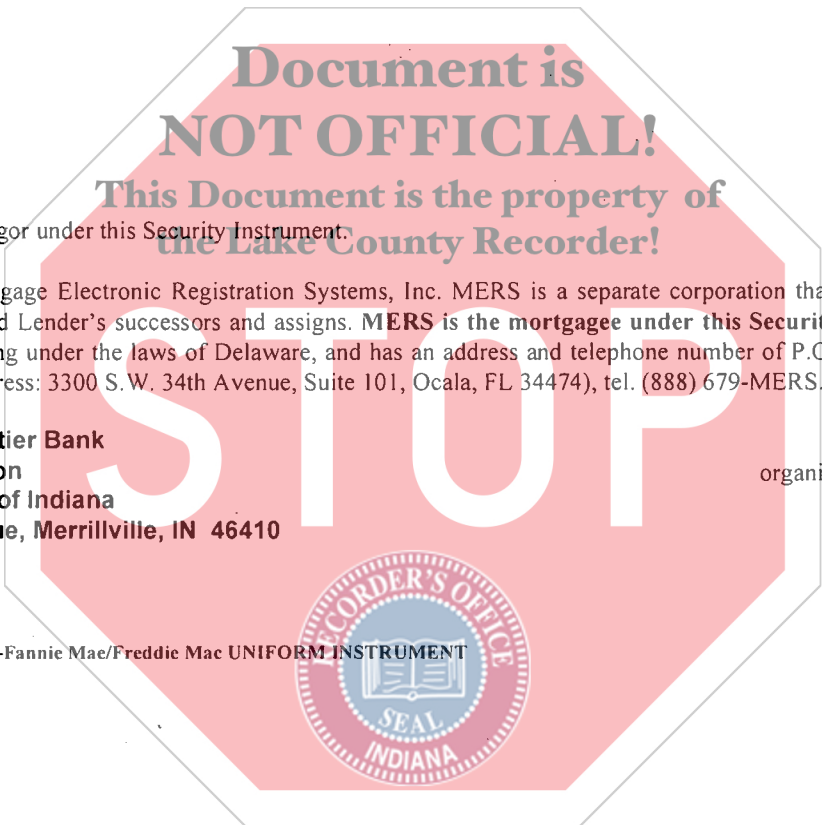 Document is
NOT OFFICIAL!
This Document is the property of
the Lake County Recorder!
gor under this Security Instrument.
gage Electronic Registration Systems, Inc. MERS is a separate corporation tha
d Lender's successors and assigns. MERS is the mortgagee under this Securit
ng under the laws of Delaware, and has an address and telephone number of P.O
ress: 3300 S.W. 34th Avenue, Suite 101, Ocala, FL 34474), tel. (888) 679-MERS.
STOP
tier Bank
on
organi
of Indiana
ue, Merrillville, IN 46410
-Fannie Mae/Freddie Mac UNIFORM INSTRUMENT
RECORDER'S OFFICE
SEAL
INDIANA